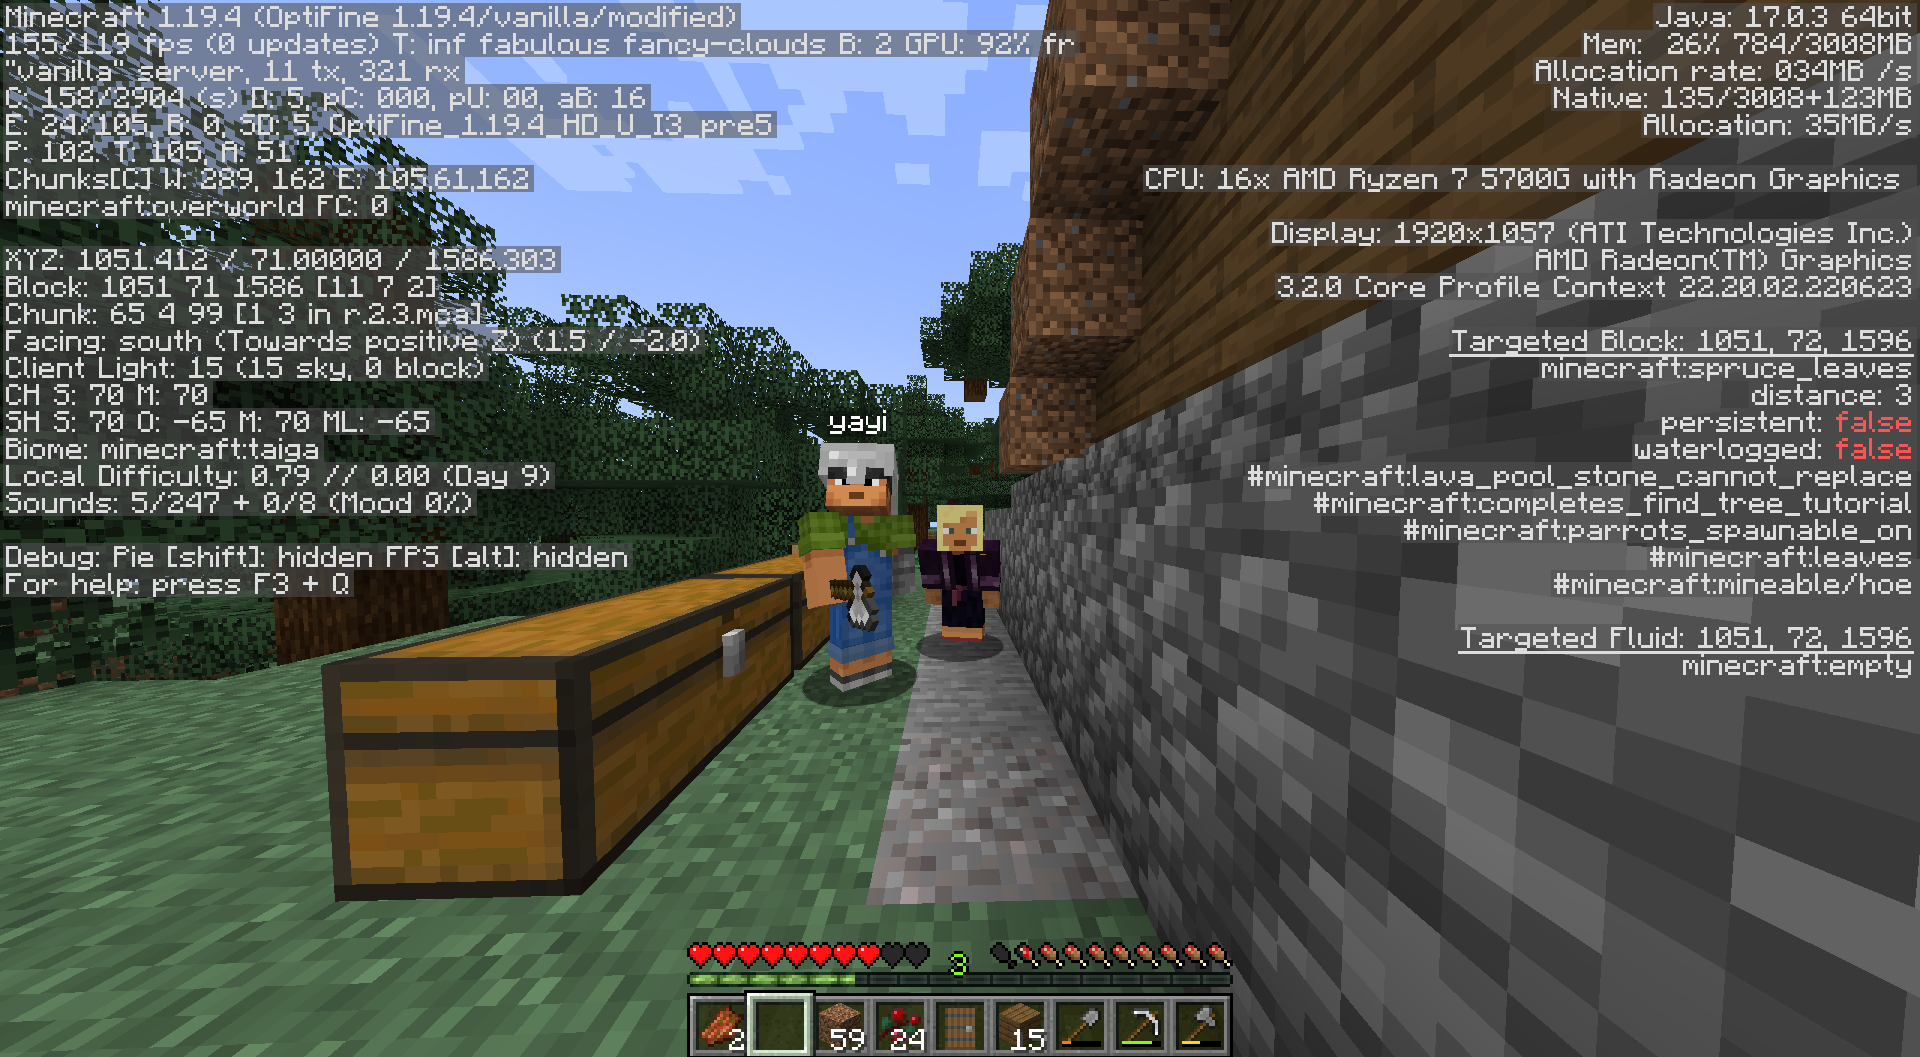 Minecraft 1.19.4 (OptiFine 1.19.4/vanilla/modified)
155/119 fps (0 updates) T: inf fabulous fancy-clouds B: 2 GPU: 92% fr
"vanilla" server, 11 tx, 321 rx
C: 158/2904 (s) D: 5, pC: 000, pU: 00, aB: 16
E: 24/105, B: 0, SD: 5, OptiFine_1.19.4_HD_U_I3_pre5
P: 102. T: 105, A: 51
Chunks[C] W: 289, 162 E: 105,61,162
minecraft:overworld FC: 0
XYZ: 1051.412 / 71.00000 / 1586.303
Block: 1051 71 1586 [11 7 2]
Chunk: 65 4 99 [1 3 in r.2.3.mca]
Facing: south (Towards positive Z) (1.5 / -2.0)
Client Light: 15 (15 sky, 0 block)
CH S: 70 M: 70
SH S: 70 O: -65 M: 70 ML: -65
Biome: minecraft:taiga
Local Difficulty: 0.79 // 0.00 (Day 9)
Sounds: 5/247 + 0/8 (Mood 0%)
Debug: Pie [shift]: hidden FPS [alt]: hidden
For help: press F3 + Q
Java: 17.0.3 64bit
Mem: 26% 784/3008MB
Allocation rate: 034MB /s
Native: 135/3008+123MB
Allocation: 35MB/s
CPU: 16x AMD Ryzen 7 5700G with Radeon Graphics
Display: 1920x1057 (ATI Technologies Inc.)
AMD Radeon(TM) Graphics
3.2.0 Core Profile Context 22.20.02.220623
Targeted Block: 1051, 72, 1596
minecraft:spruce_leaves
distance: 3
persistent: false
waterlogged: false
#minecraft:lava_pool_stone_cannot_replace
#minecraft:completes_find_tree_tutorial
#minecraft:parrots_spawnable_on
#minecraft:leaves
#minecraft:mineable/hoe
Targeted Fluid: 1051, 72, 1596
minecraft:empty
yayi
3
2 59 24 15